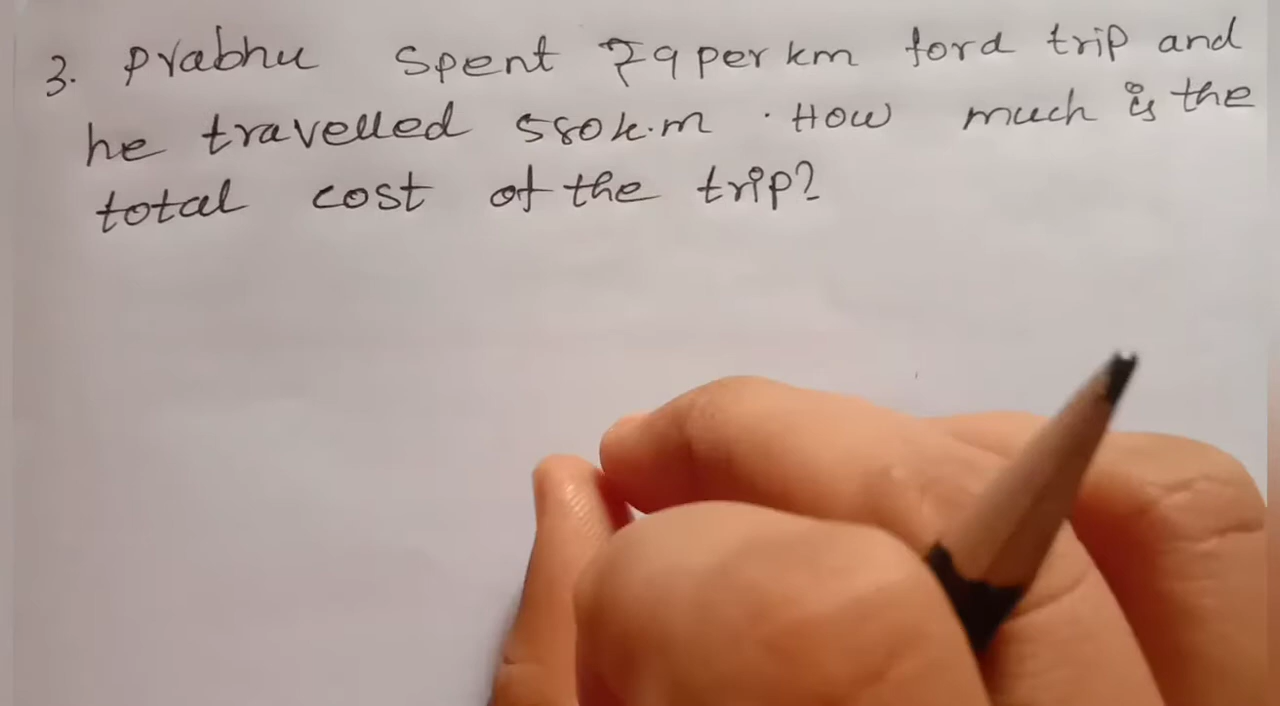 3. Prabhu Spent ₹9 per km ford trip and
he travelled 580k.m . How much is the
total cost of the trip?